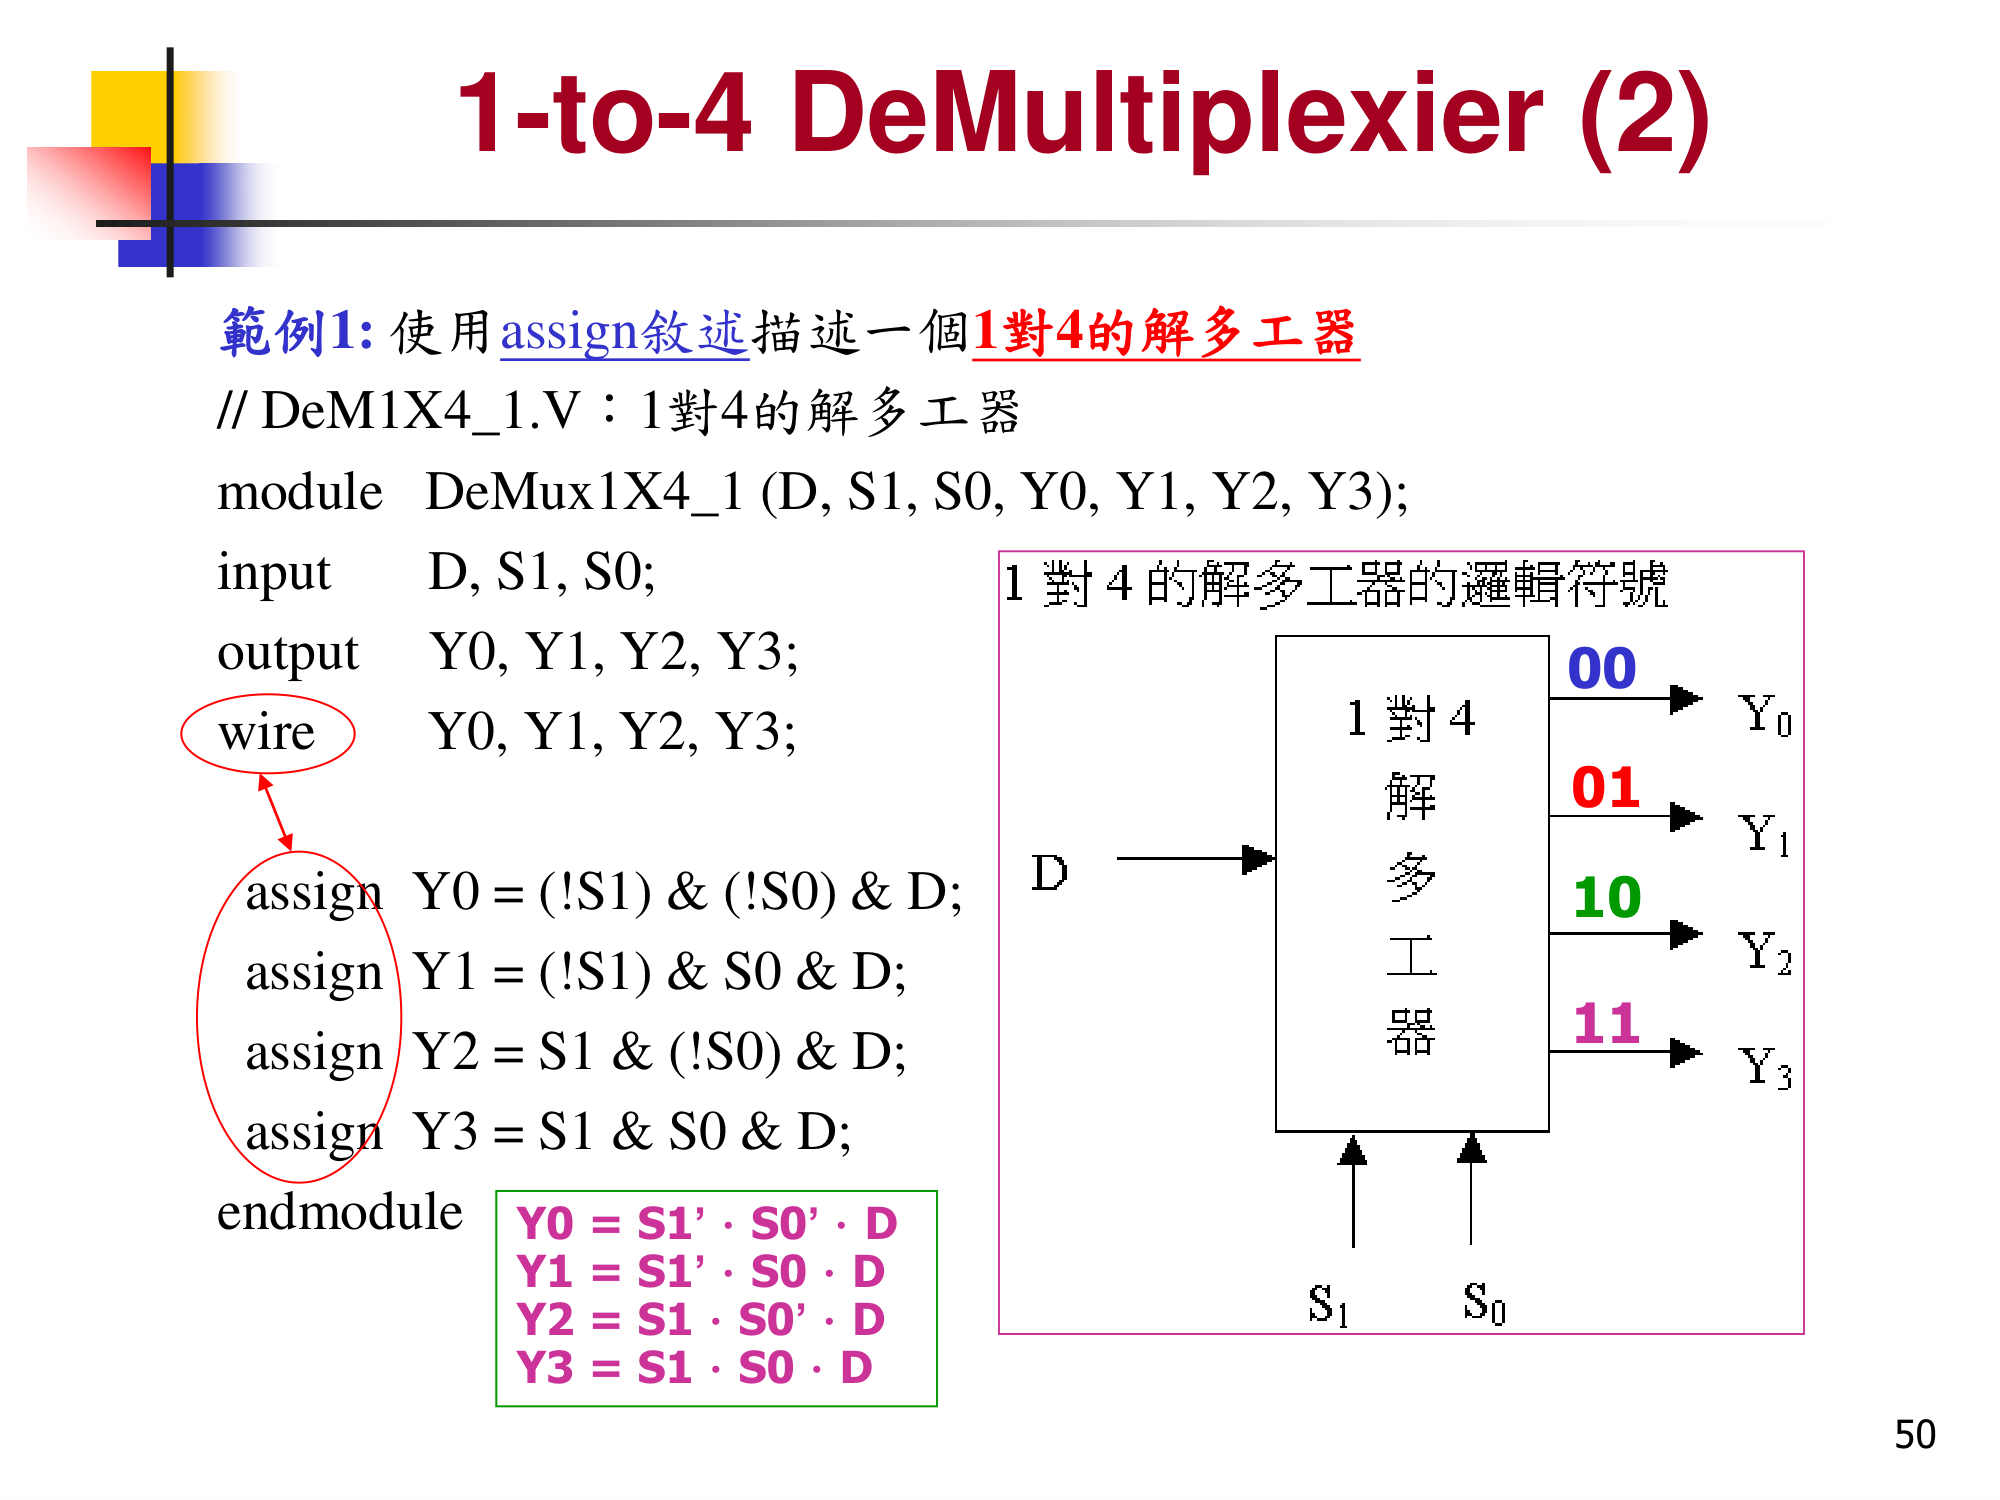 1-to-4 DeMultiplexier (2)
範例1: 使用assign敘述描述一個1對4的解多工器
// DeM1X4_1.V：1對4的解多工器
module DeMux1X4_1 (D, S1, S0, Y0, Y1, Y2, Y3);
input D, S1, S0;
output Y0, Y1, Y2, Y3;
wire Y0, Y1, Y2, Y3;
assign Y0 = (!S1) & (!S0) & D;
assign Y1 = (!S1) & S0 & D;
assign Y2 = S1 & (!S0) & D;
assign Y3 = S1 & S0 & D;
endmodule
Y0 = S1’ · S0’ · D
Y1 = S1’ · S0 · D
Y2 = S1 · S0’ · D
Y3 = S1 · S0 · D
1 對 4 的解多工器的邏輯符號
1 對 4
解
多
工
器
D
00
Y0
01
Y1
10
Y2
11
Y3
S1
S0
50